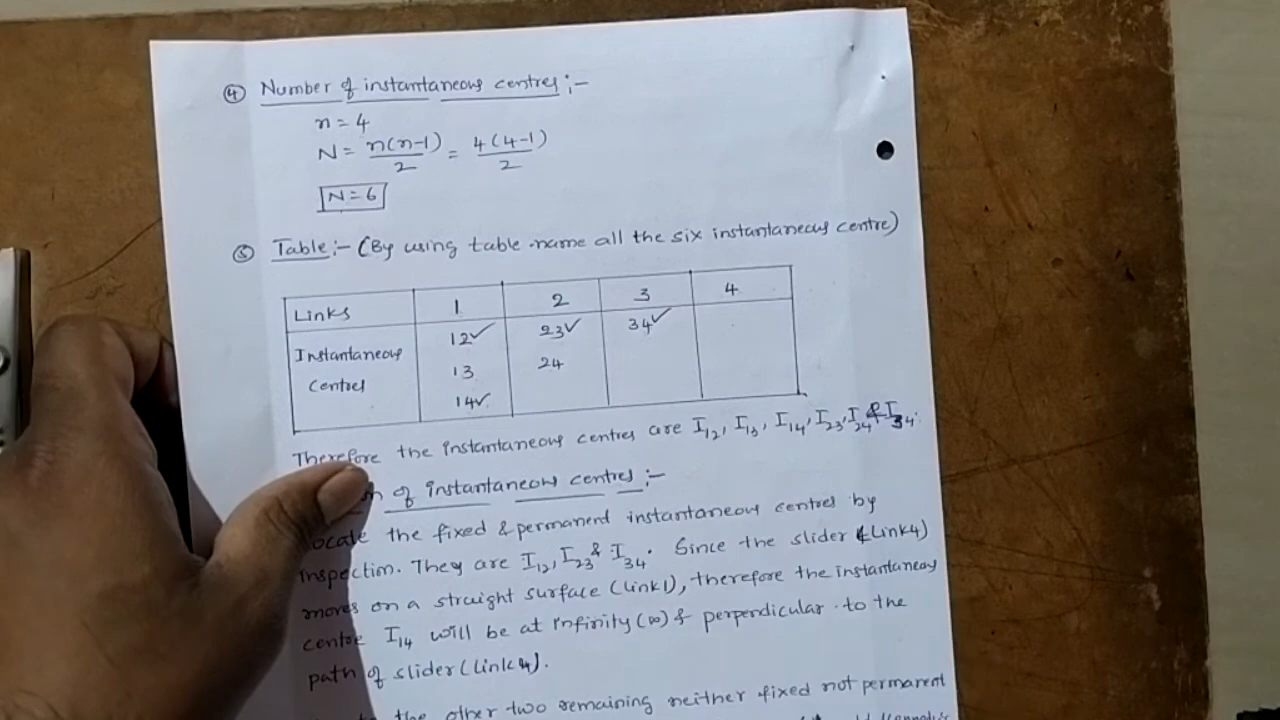 ④ Number of instantaneous centres :-
n = 4
N = n(n-1)/2 = 4(4-1)/2
N = 6
⑤ Table :- (By using table name all the six instantaneous centre)
Links 1 2 3 4
Instantaneous Centres 12✓ 23✓ 34✓
13 24
14✓
Therefore the instantaneous centres are I12, I13, I14, I23, I24 & I34.
of instantaneous centres :-
the fixed & permanend instantaneous centres by
inspection. They are I12, I23 & I34. Since the slider (Link4)
moves on a straight surface (link1), therefore the instantaneous
centre I14 will be at infinity (∞) & perpendicular to the
path of slider (Link 4).
the other two remaining neither fixed not permanent